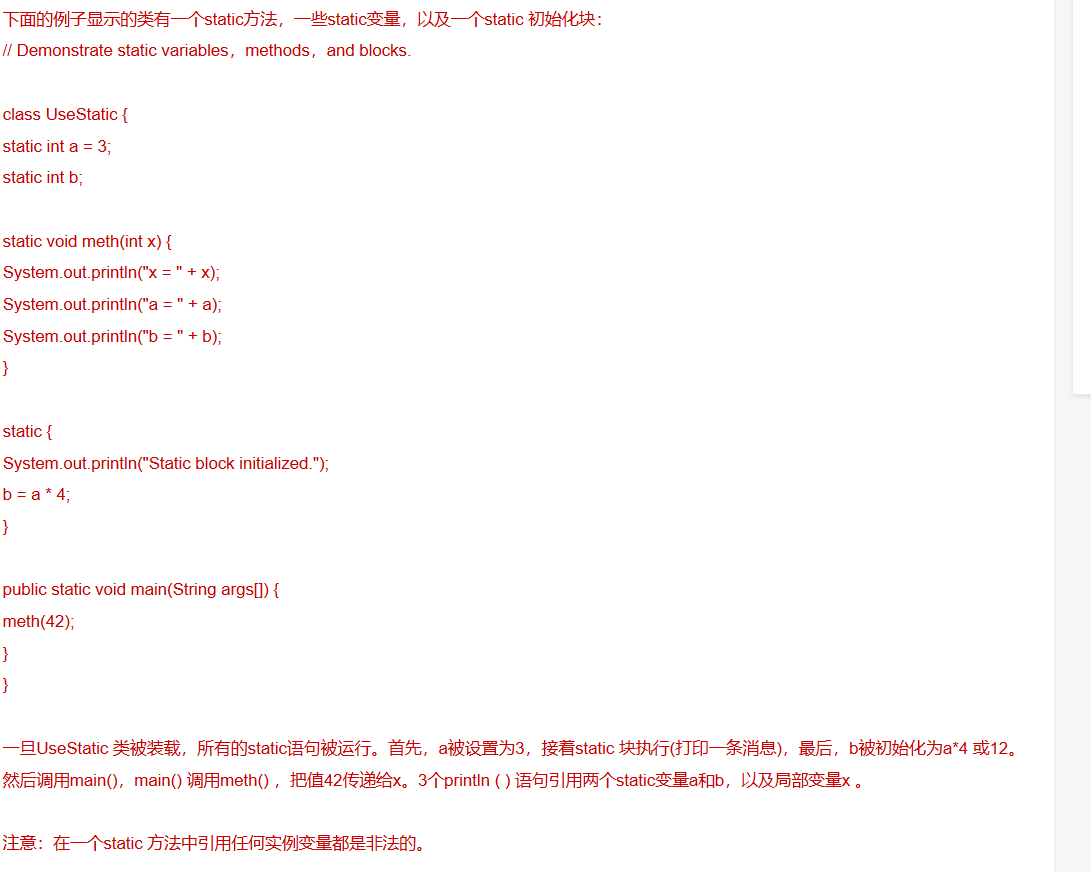 下面的例子显示的类有一个static方法，一些static变量，以及一个static 初始化块：
// Demonstrate static variables，methods，and blocks.
class UseStatic {
static int a = 3;
static int b;
static void meth(int x) {
System.out.println("x = " + x);
System.out.println("a = " + a);
System.out.println("b = " + b);
}
static {
System.out.println("Static block initialized.");
b = a * 4;
}
public static void main(String args[]) {
meth(42);
}
}
一旦UseStatic 类被装载，所有的static语句被运行。首先，a被设置为3，接着static 块执行(打印一条消息)，最后，b被初始化为a*4 或12。
然后调用main()，main() 调用meth() ，把值42传递给x。3个println ( ) 语句引用两个static变量a和b，以及局部变量x 。
注意：在一个static 方法中引用任何实例变量都是非法的。